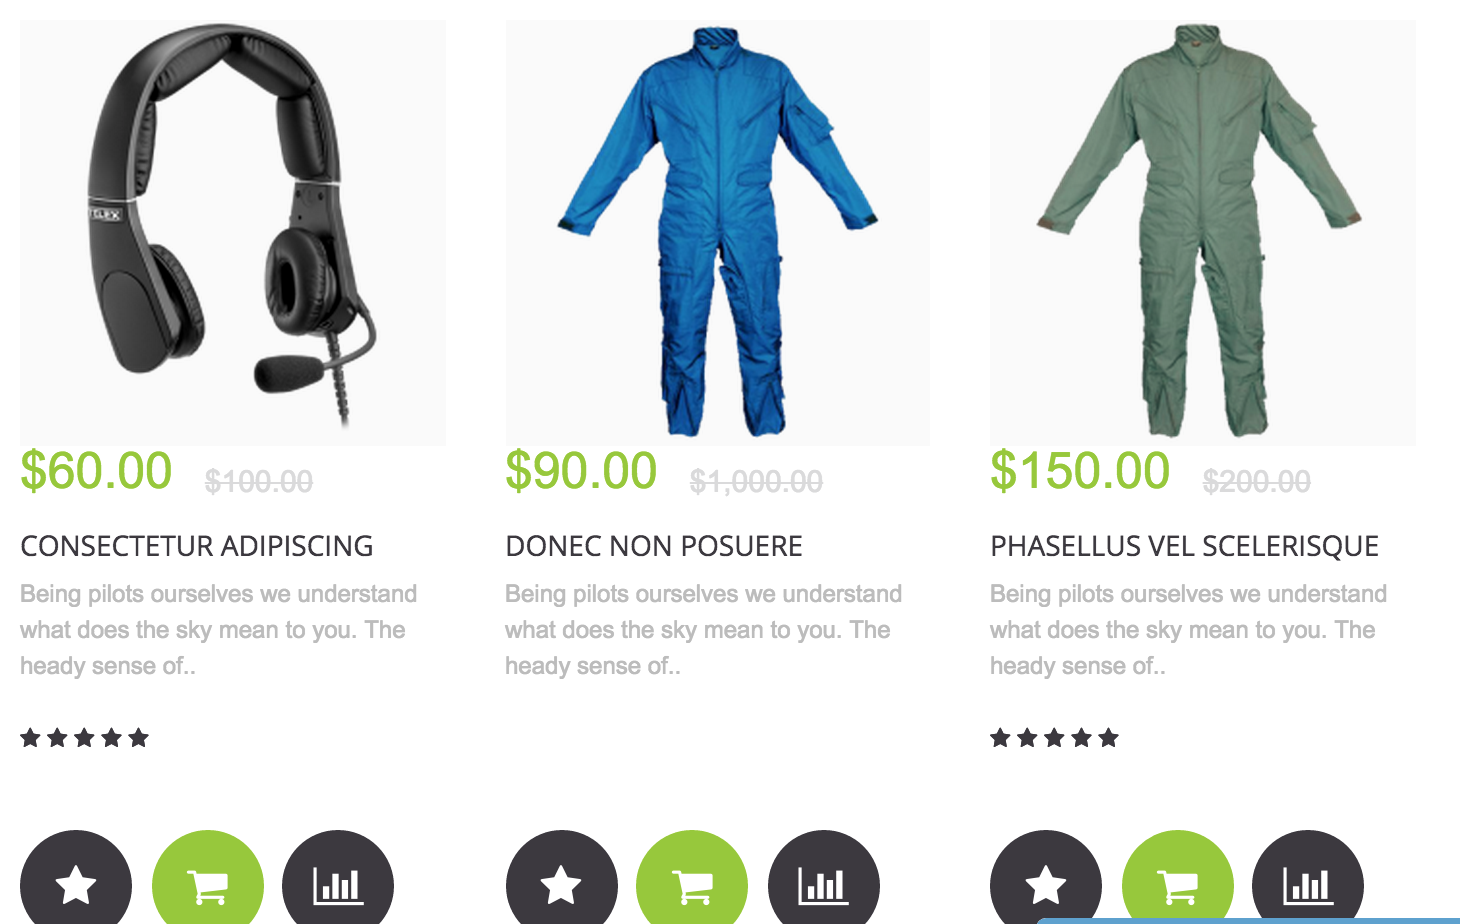 TELEX
$60.00 $100.00
CONSECTETUR ADIPISCING
Being pilots ourselves we understand
what does the sky mean to you. The
heady sense of..
$90.00 $1,000.00
DONEC NON POSUERE
Being pilots ourselves we understand
what does the sky mean to you. The
heady sense of..
$150.00 $200.00
PHASELLUS VEL SCELERISQUE
Being pilots ourselves we understand
what does the sky mean to you. The
heady sense of..